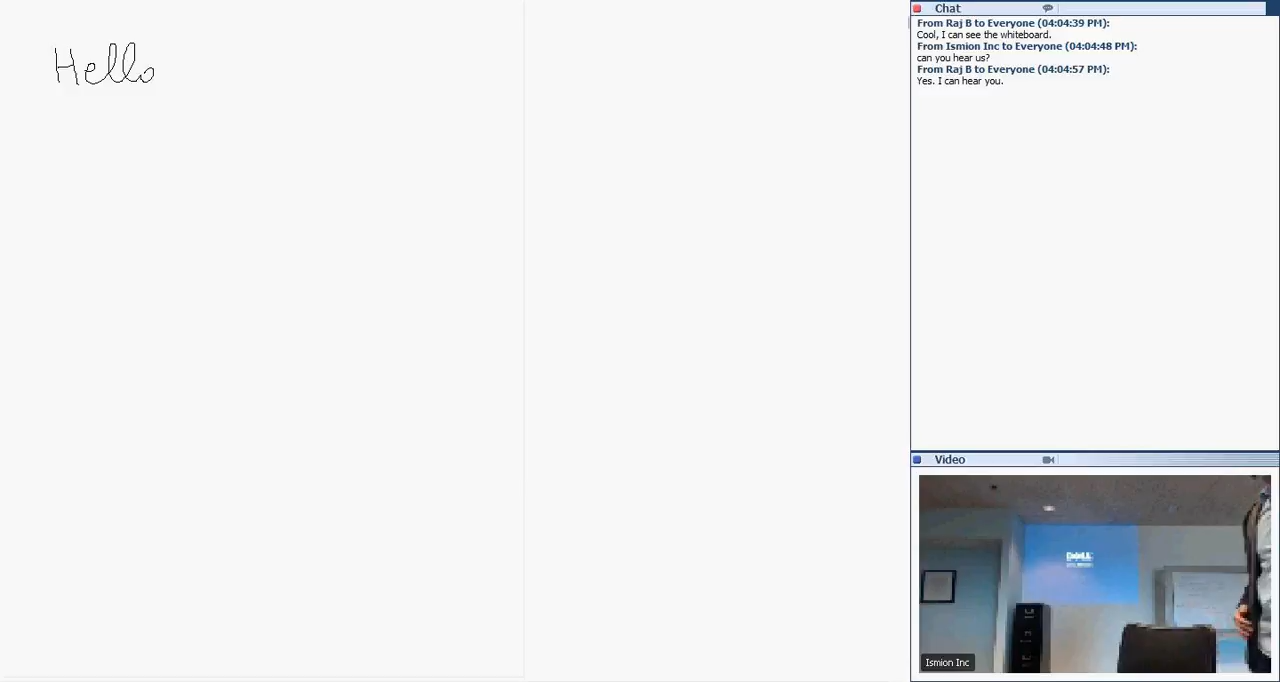 Hello
Chat
From Raj B to Everyone (04:04:39 PM):
Cool, I can see the whiteboard.
From Ismion Inc to Everyone (04:04:48 PM):
can you hear us?
From Raj B to Everyone (04:04:57 PM):
Yes. I can hear you.
Video
DELL
Ismion Inc